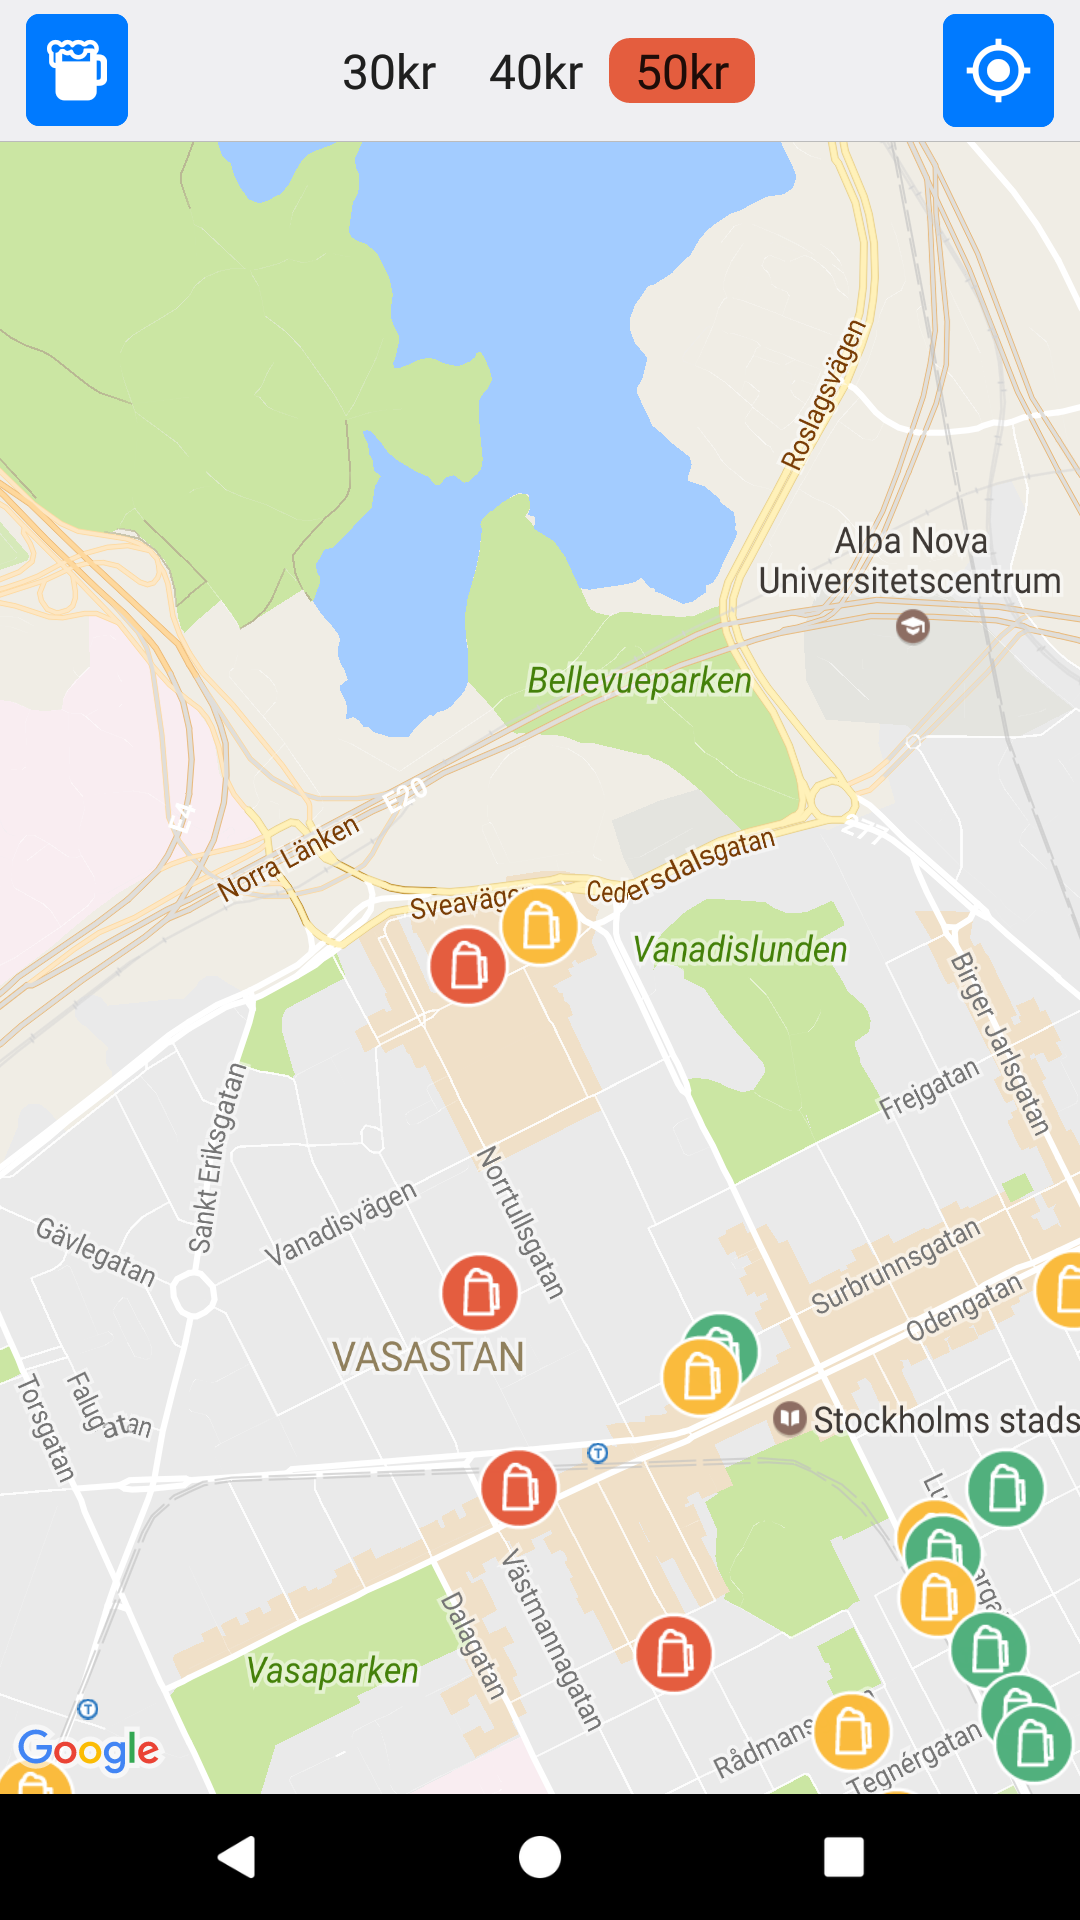 30kr 40kr 50kr
Roslagsvägen
Alba Nova
Universitetscentrum
Bellevueparken
E20
E4
277
Norra Länken
Cedersdalsgatan
Vanadislunden
Birger Jarlsgatan
Frejgatan
Sankt Eriksgatan
Norrtullsgatan
Vanadisvägen
Gävlegatan
Surbrunnsgatan
Odengatan
VASASTAN
Torsgatan
Falugatan
Stockholms stads
T
Västmannagatan
Dalagatan
Vasaparken
T
Google
Tegnérgatan